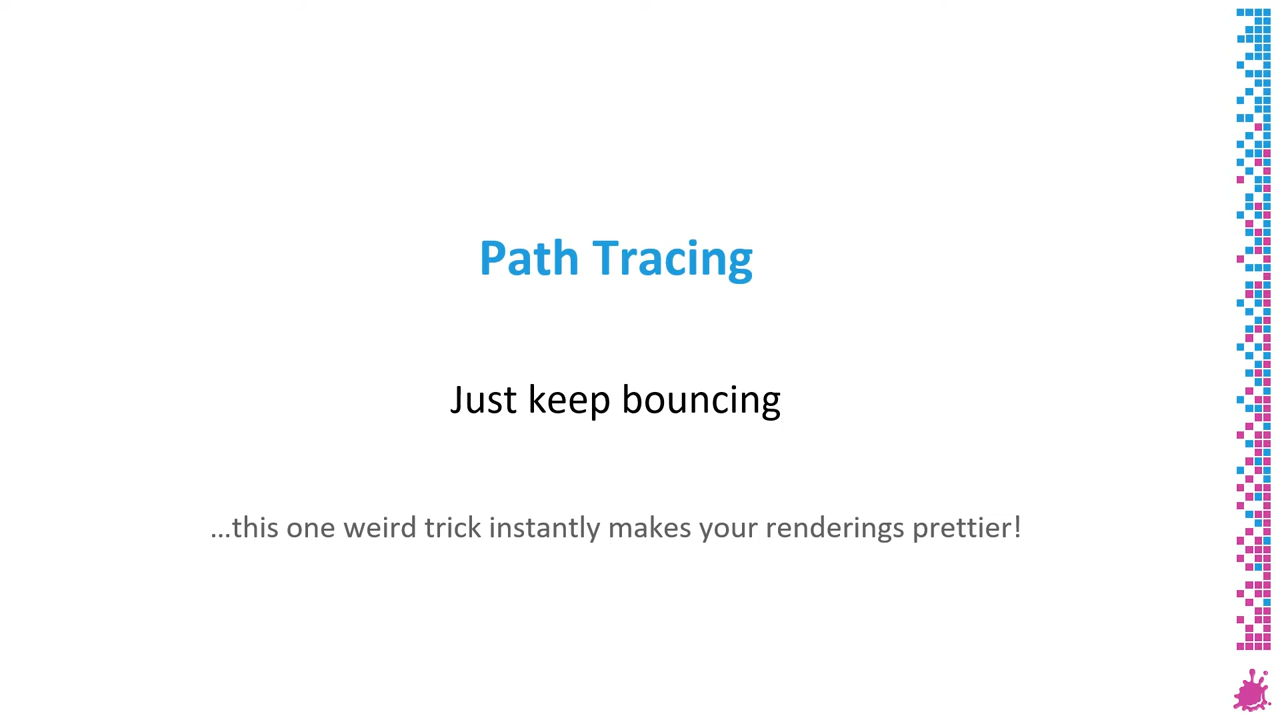 Path Tracing
Just keep bouncing
...this one weird trick instantly makes your renderings prettier!